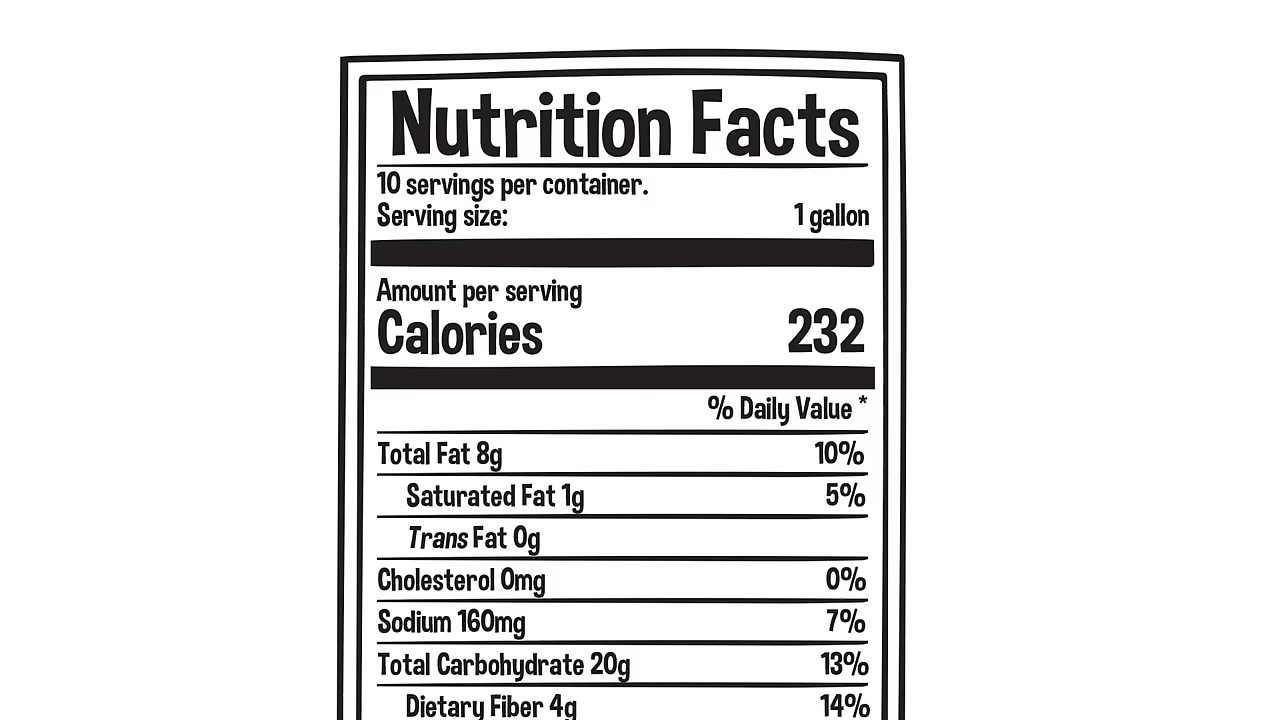 Nutrition Facts
10 servings per container.
Serving size: 1 gallon
Amount per serving
Calories 232
% Daily Value *
Total Fat 8g 10%
Saturated Fat 1g 5%
Trans Fat 0g
Cholesterol 0mg 0%
Sodium 160mg 7%
Total Carbohydrate 20g 13%
Dietary Fiber 4g 14%